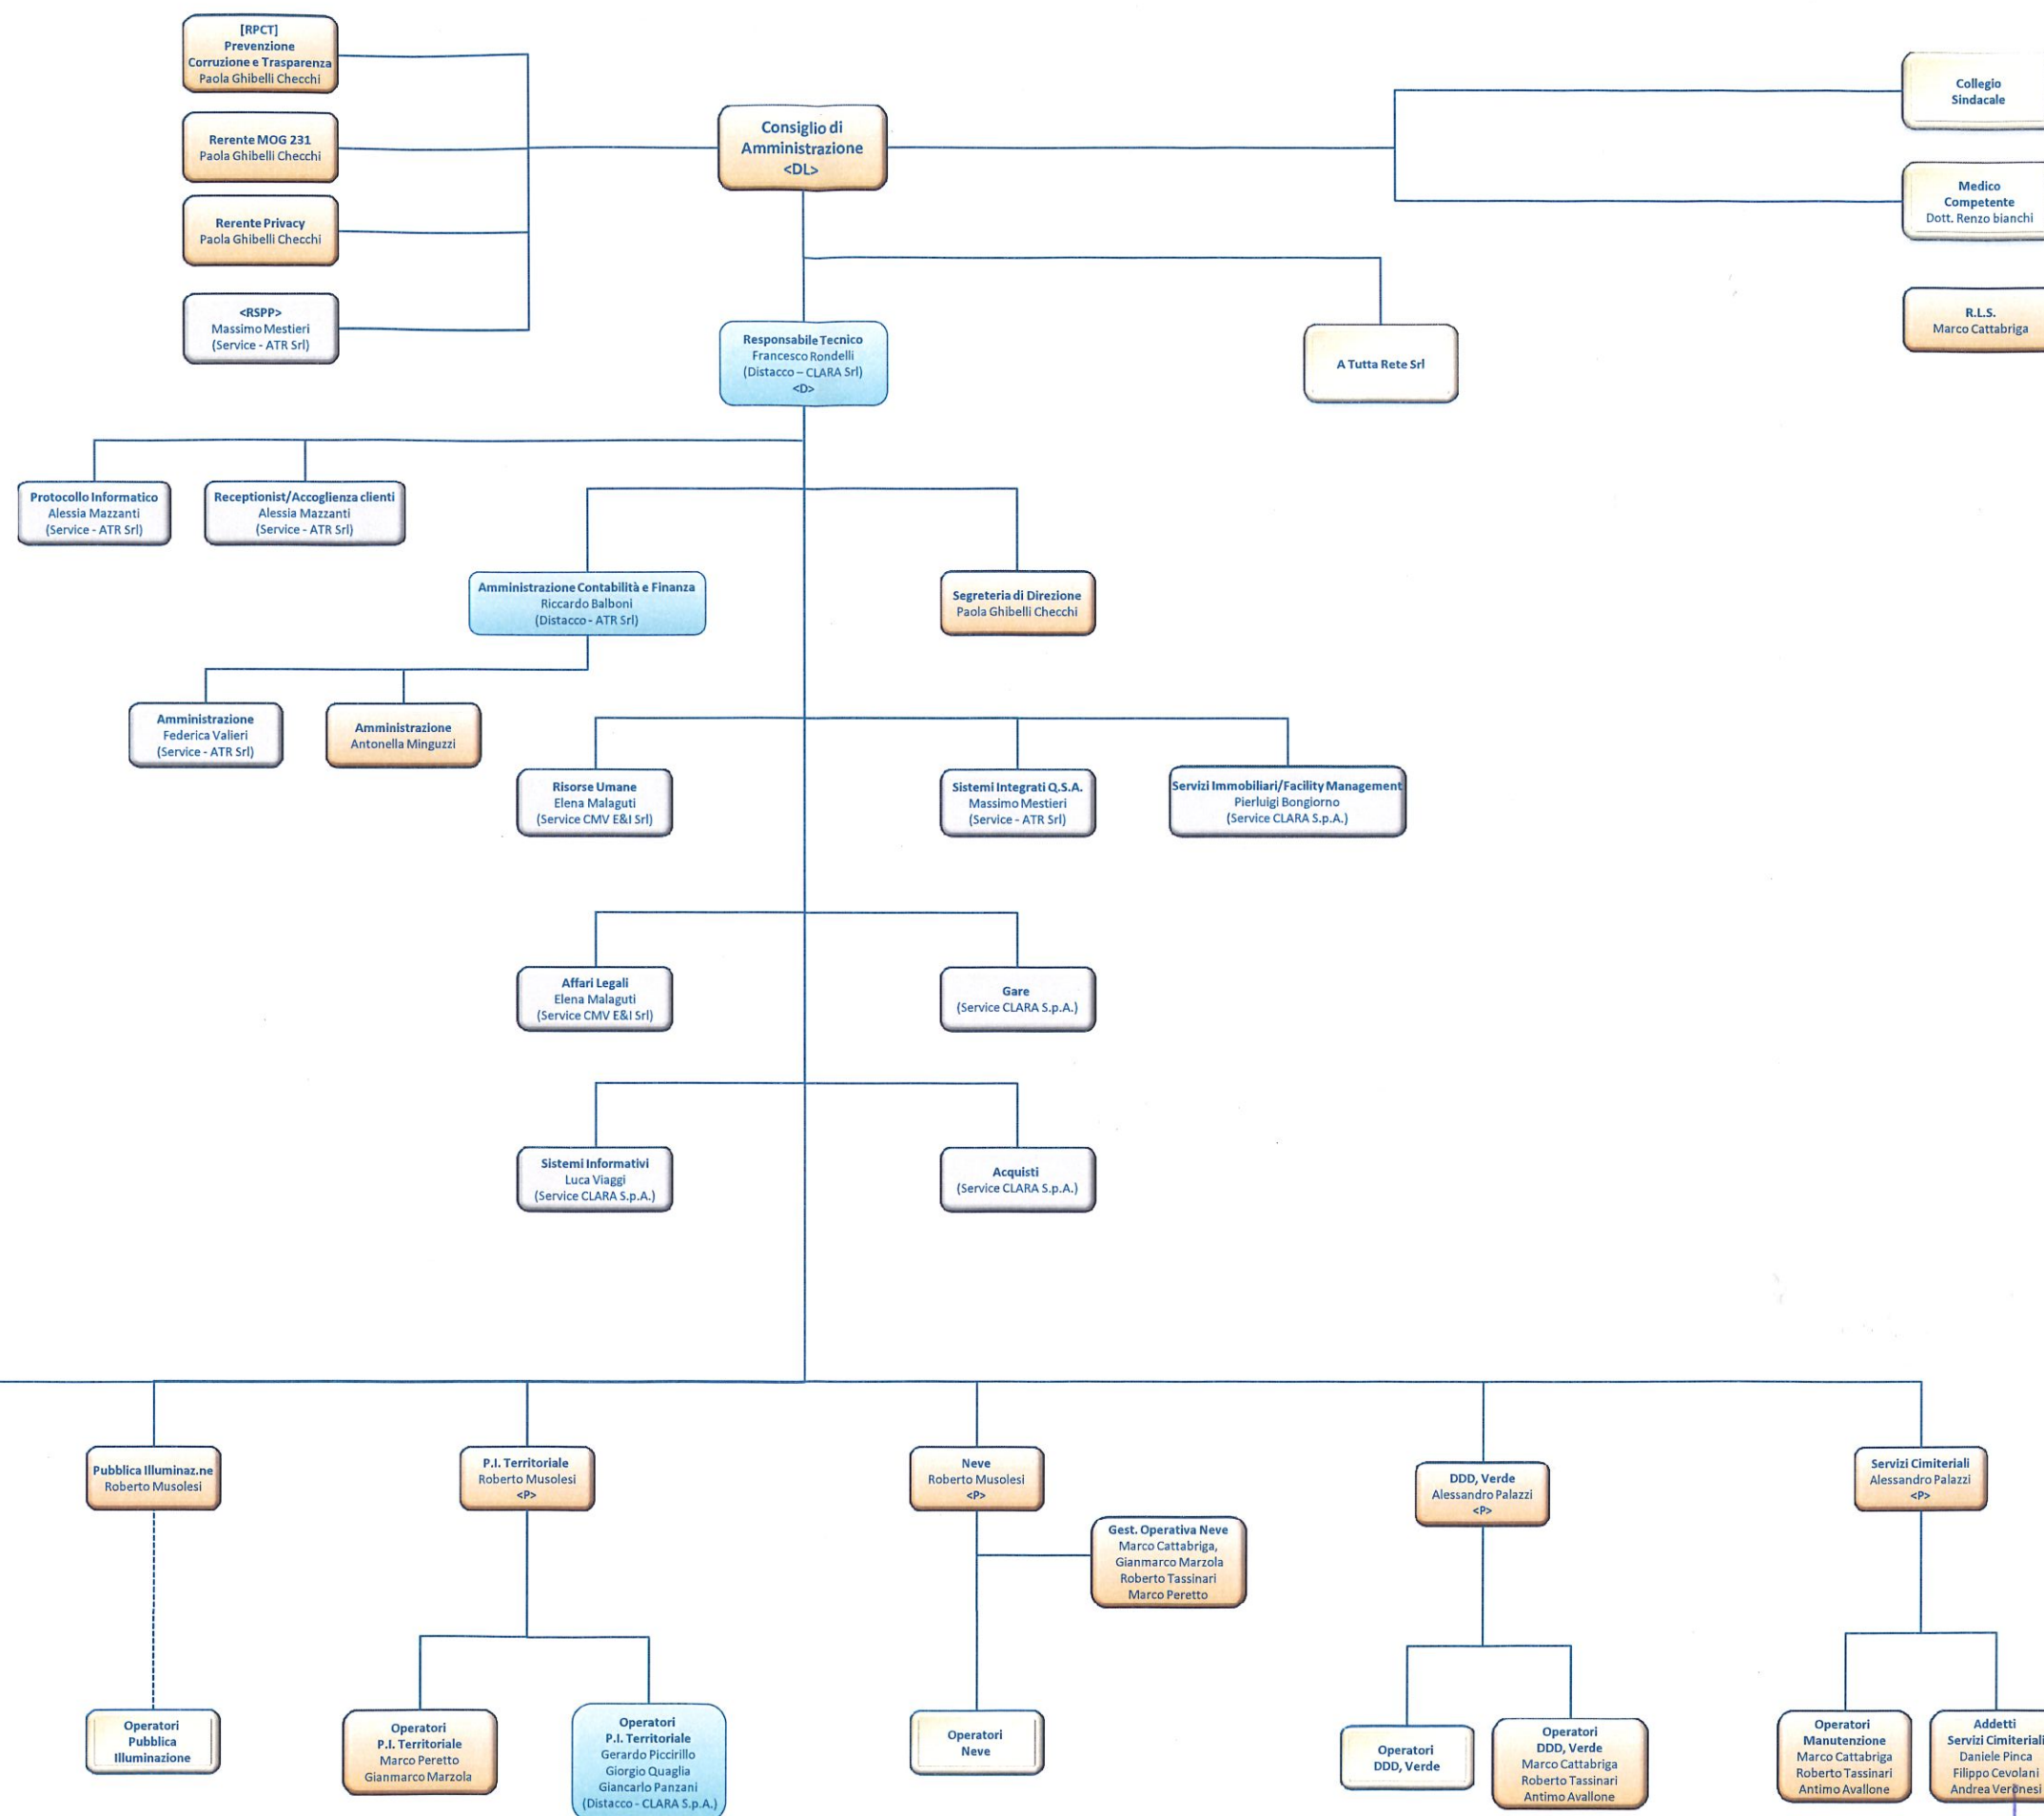 [RPCT]
Prevenzione
Corruzione e Trasparenza
Paola Ghibelli Checchi
Rerente MOG 231
Paola Ghibelli Checchi
Rerente Privacy
Paola Ghibelli Checchi
<RSPP>
Massimo Mestieri
(Service - ATR Srl)
Consiglio di
Amministrazione
<DL>
Collegio
Sindacale
Medico
Competente
Dott. Renzo bianchi
R.L.S.
Marco Cattabriga
Responsabile Tecnico
Francesco Rondelli
(Distacco – CLARA Srl)
<D>
A Tutta Rete Srl
Protocollo Informatico
Alessia Mazzanti
(Service - ATR Srl)
Receptionist/Accoglienza clienti
Alessia Mazzanti
(Service - ATR Srl)
Amministrazione Contabilità e Finanza
Riccardo Balboni
(Distacco - ATR Srl)
Segreteria di Direzione
Paola Ghibelli Checchi
Amministrazione
Federica Valieri
(Service - ATR Srl)
Amministrazione
Antonella Minguzzi
Risorse Umane
Elena Malaguti
(Service CMV E&I Srl)
Sistemi Integrati Q.S.A.
Massimo Mestieri
(Service - ATR Srl)
Servizi Immobiliari/Facility Management
Pierluigi Bongiorno
(Service CLARA S.p.A.)
Affari Legali
Elena Malaguti
(Service CMV E&I Srl)
Gare
(Service CLARA S.p.A.)
Sistemi Informativi
Luca Viaggi
(Service CLARA S.p.A.)
Acquisti
(Service CLARA S.p.A.)
Pubblica Illuminaz.ne
Roberto Musolesi
P.I. Territoriale
Roberto Musolesi
<P>
Neve
Roberto Musolesi
<P>
DDD, Verde
Alessandro Palazzi
<P>
Servizi Cimiteriali
Alessandro Palazzi
<P>
Gest. Operativa Neve
Marco Cattabriga,
Gianmarco Marzola
Roberto Tassinari
Marco Peretto
Operatori
Pubblica
Illuminazione
Operatori
P.I. Territoriale
Marco Peretto
Gianmarco Marzola
Operatori
P.I. Territoriale
Gerardo Piccirillo
Giorgio Quaglia
Giancarlo Panzani
(Distacco - CLARA S.p.A.)
Operatori
Neve
Operatori
DDD, Verde
Operatori
DDD, Verde
Marco Cattabriga
Roberto Tassinari
Antimo Avallone
Operatori
Manutenzione
Marco Cattabriga
Roberto Tassinari
Antimo Avallone
Addetti
Servizi Cimiteriali
Daniele Pinca
Filippo Cevolani
Andrea Veronesi